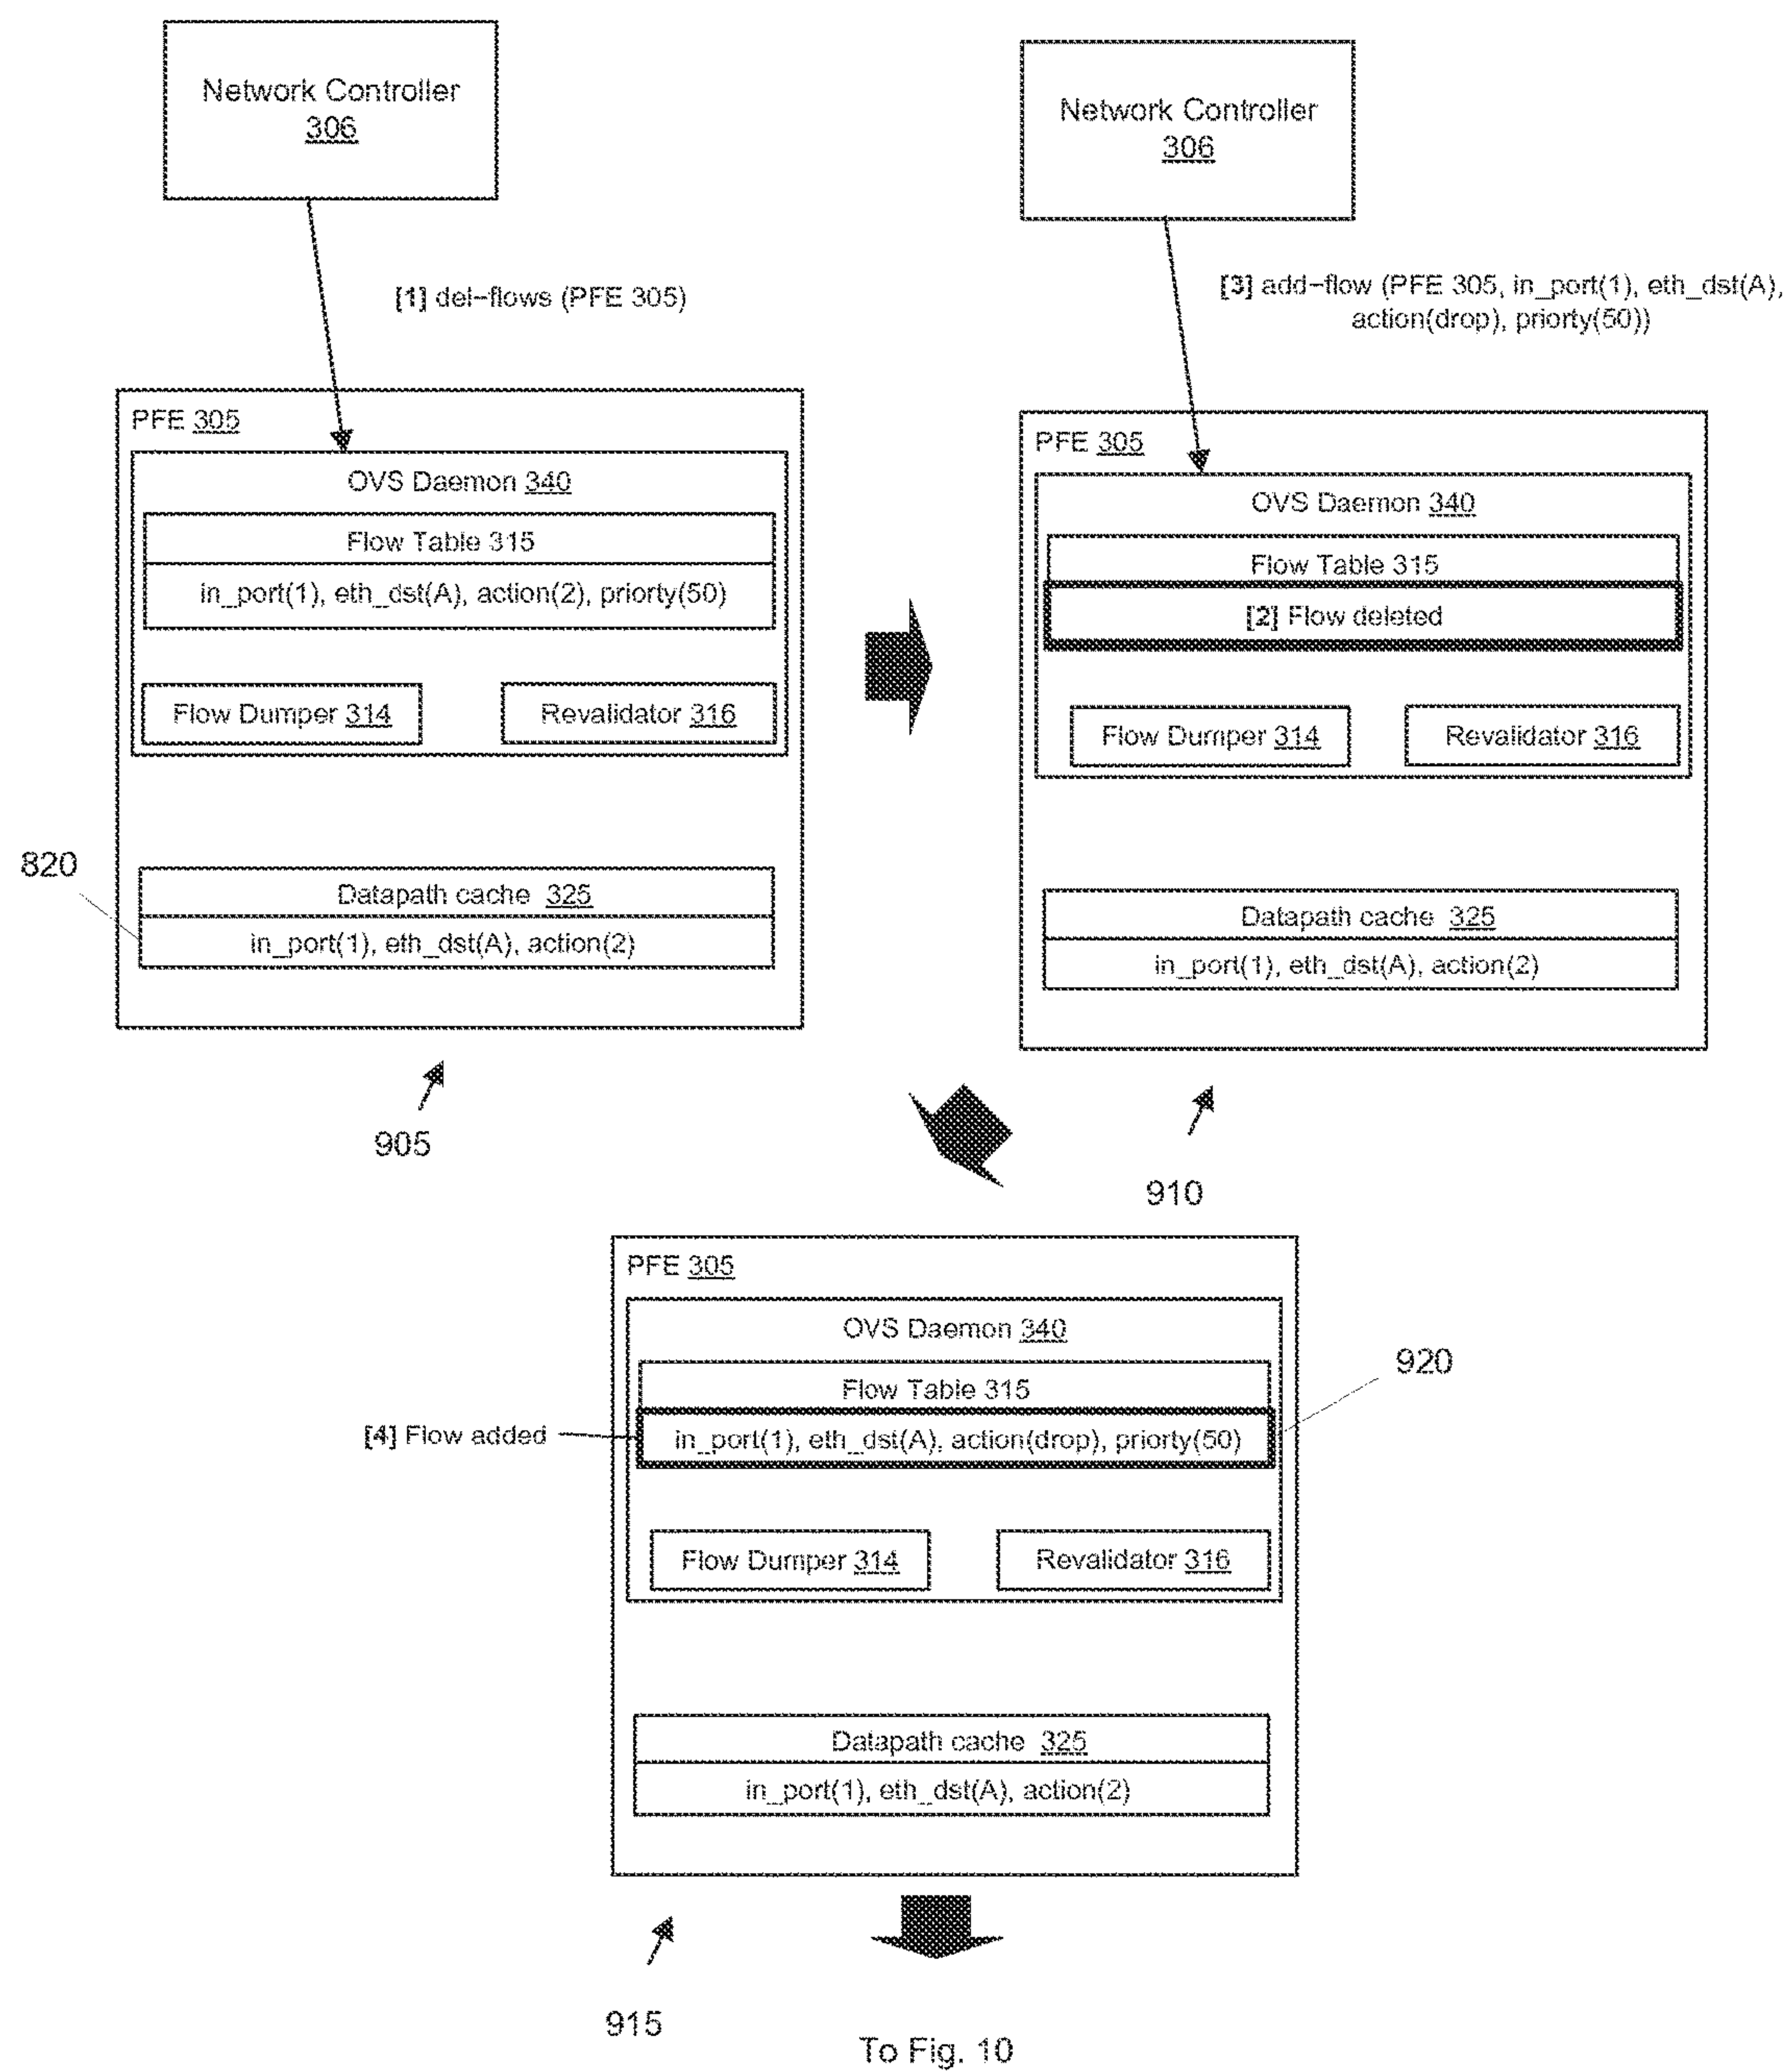 Network Controller
306
[1] del-flows (PFE 305)
PFE 305
OVS Daemon 340
Flow Table 315
in_port(1), eth_dst(A), action(2), priorty(50)
Flow Dumper 314
Revalidator 316
820
Datapath cache 325
in_port(1), eth_dst(A), action(2)
905
Network Controller
306
[3] add-flow (PFE 305, in_port(1), eth_dst(A),
action(drop), priorty(50))
PFE 305
OVS Daemon 340
Flow Table 315
[2] Flow deleted
Flow Dumper 314
Revalidator 316
Datapath cache 325
in_port(1), eth_dst(A), action(2)
910
PFE 305
OVS Daemon 340
Flow Table 315
920
[4] Flow added
in_port(1), eth_dst(A), action(drop), priorty(50)
Flow Dumper 314
Revalidator 316
Datapath cache 325
in_port(1), eth_dst(A), action(2)
915
To Fig. 10